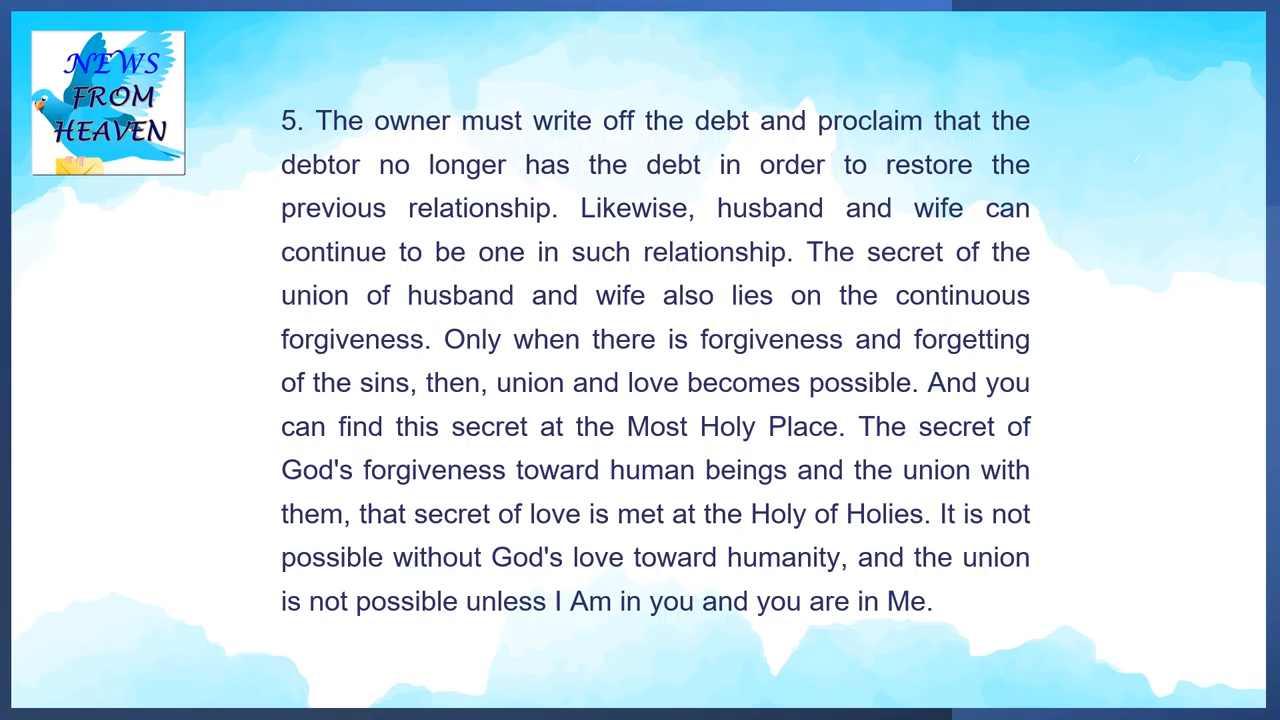 NEWS
FROM
HEAVEN
5. The owner must write off the debt and proclaim that the
debtor no longer has the debt in order to restore the
previous relationship. Likewise, husband and wife can
continue to be one in such relationship. The secret of the
union of husband and wife also lies on the continuous
forgiveness. Only when there is forgiveness and forgetting
of the sins, then, union and love becomes possible. And you
can find this secret at the Most Holy Place. The secret of
God's forgiveness toward human beings and the union with
them, that secret of love is met at the Holy of Holies. It is not
possible without God's love toward humanity, and the union
is not possible unless I Am in you and you are in Me.